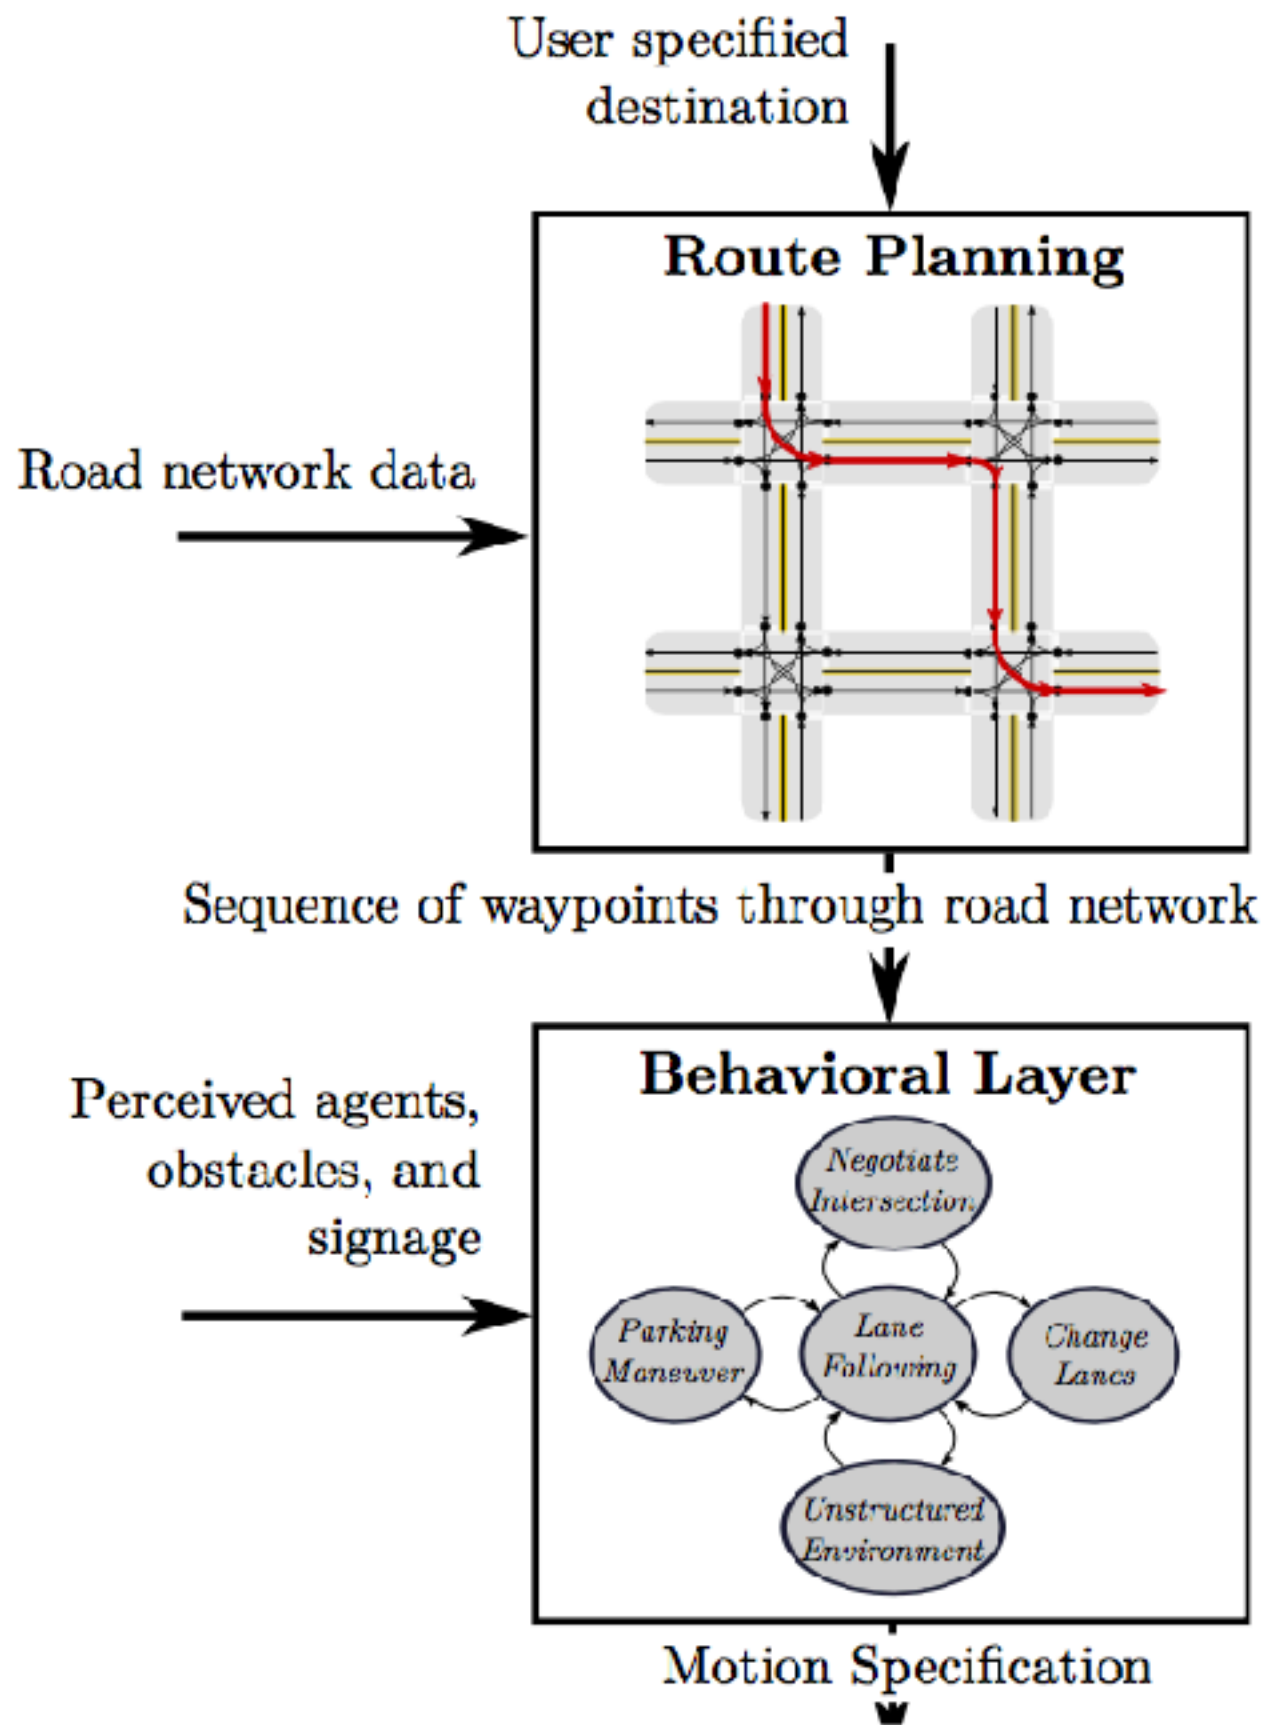 User specifiied
destination
Route Planning
Road network data
Sequence of waypoints through road network
Behavioral Layer
Perceived agents,
obstacles, and
signage
Negotiate
Intersection
Parking
Maneuver
Lane
Following
Change
Lanes
Unstructured
Environment
Motion Specification